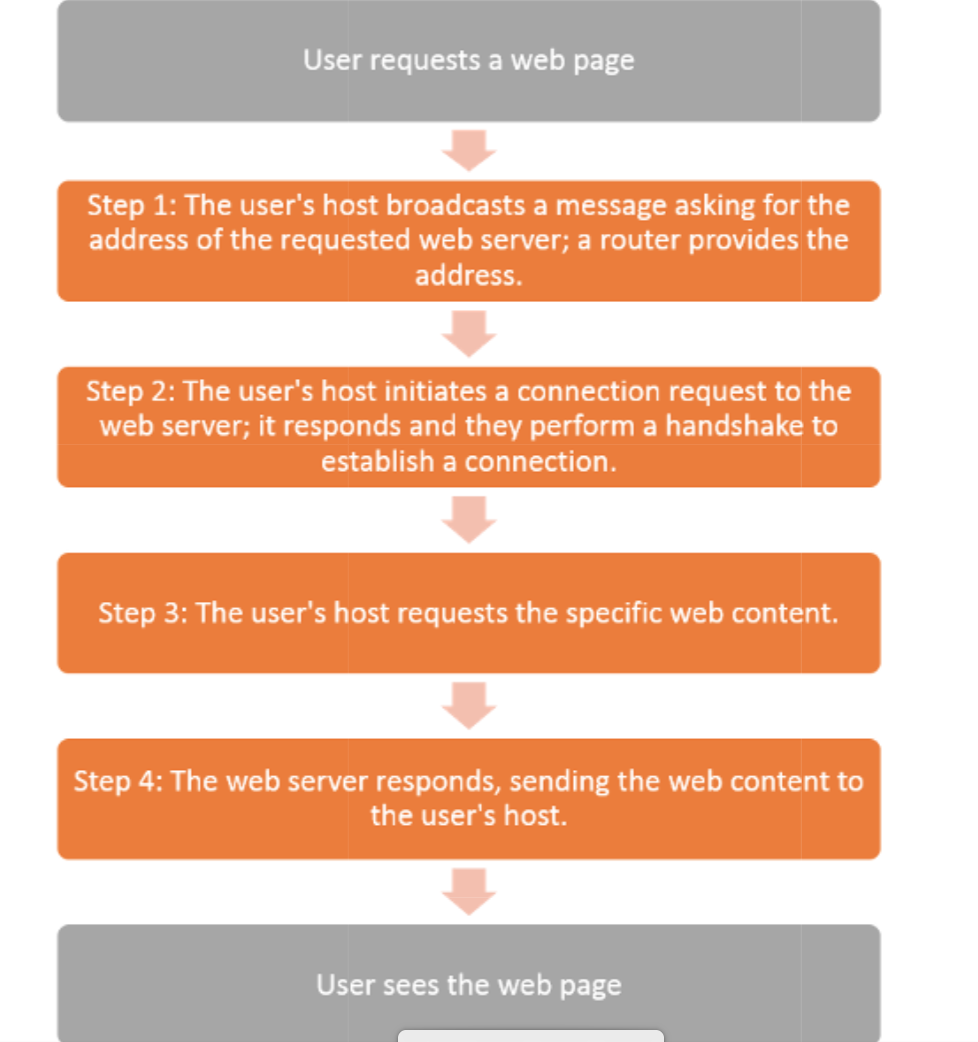 User requests a web page
Step 1: The user's host broadcasts a message asking for the
address of the requested web server; a router provides the
address.
Step 2: The user's host initiates a connection request to the
web server; it responds and they perform a handshake to
establish a connection.
Step 3: The user's host requests the specific web content.
Step 4: The web server responds, sending the web content to
the user's host.
User sees the web page